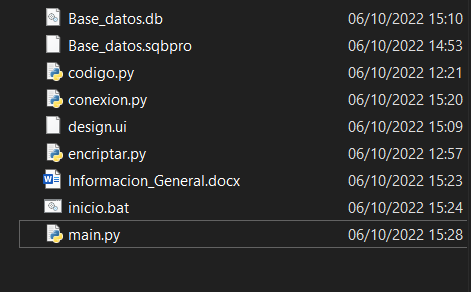 Base_datos.db 06/10/2022 15:10
Base_datos.sqbpro 06/10/2022 14:53
codigo.py 06/10/2022 12:21
conexion.py 06/10/2022 15:20
design.ui 06/10/2022 15:09
encriptar.py 06/10/2022 12:57
Informacion_General.docx 06/10/2022 15:23
inicio.bat 06/10/2022 15:24
main.py 06/10/2022 15:28